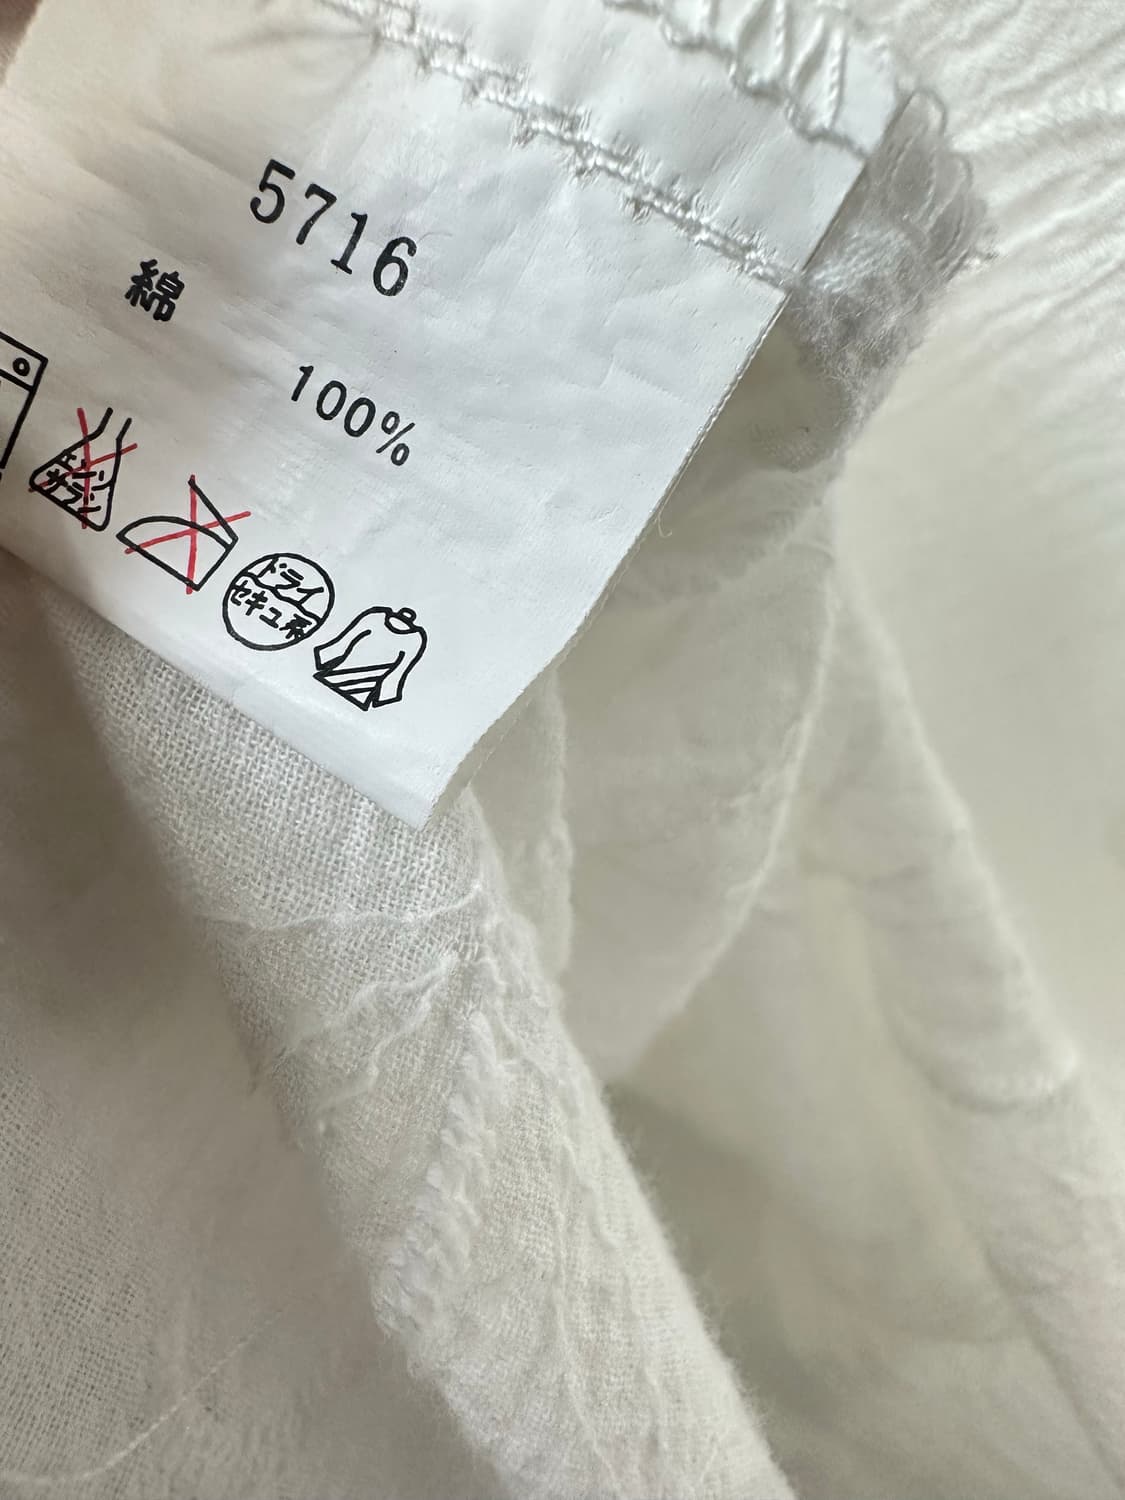 5716
綿 100%
エンソ
サラシ
ドライ
セキユ系